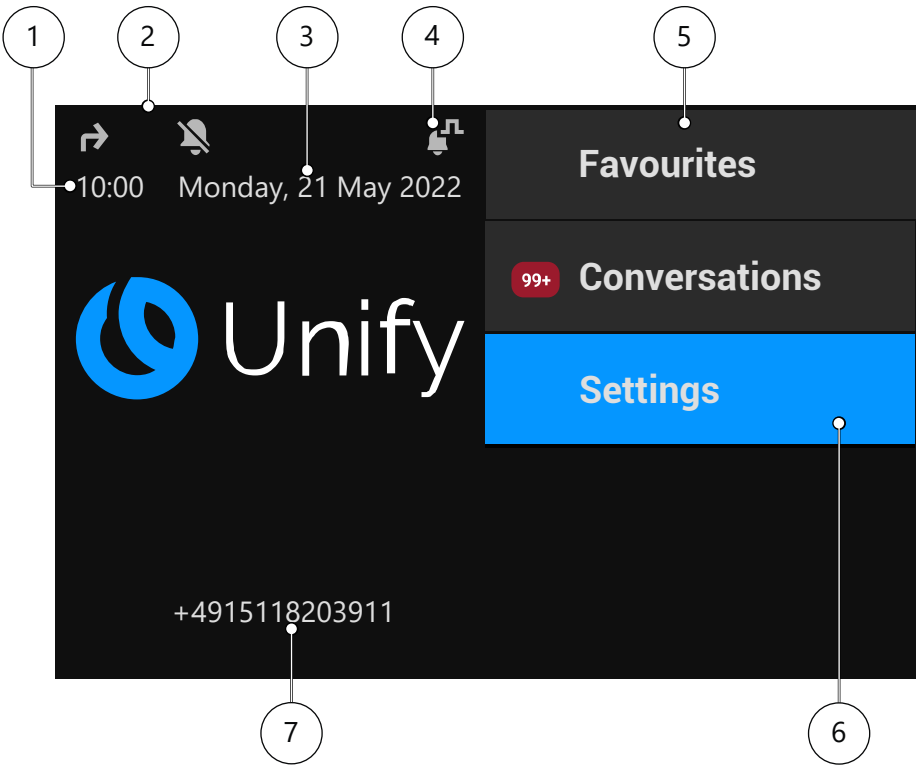 1 2 3 4 5
Favourites
10:00 Monday, 21 May 2022
99+ Conversations
Unify
Settings
+4915118203911
7 6